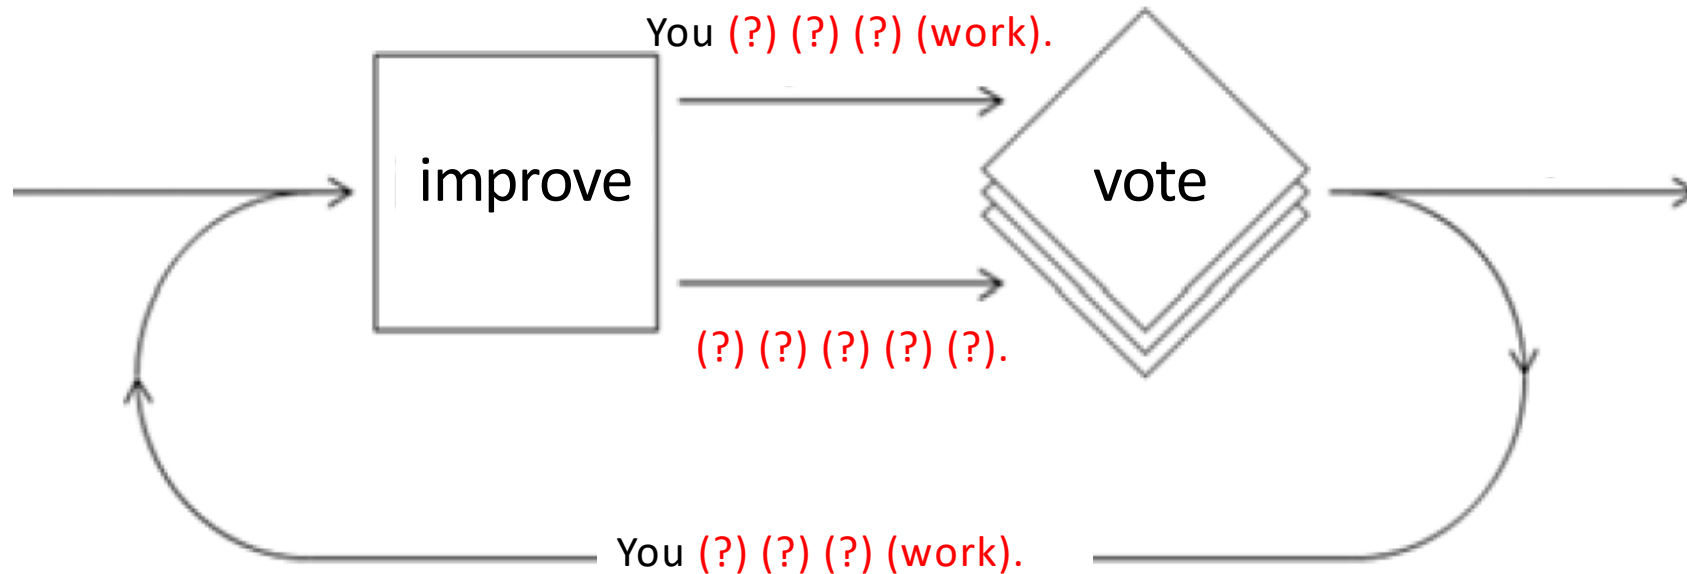 You (?) (?) (?) (work).
improve
vote
(?) (?) (?) (?) (?).
You (?) (?) (?) (work).